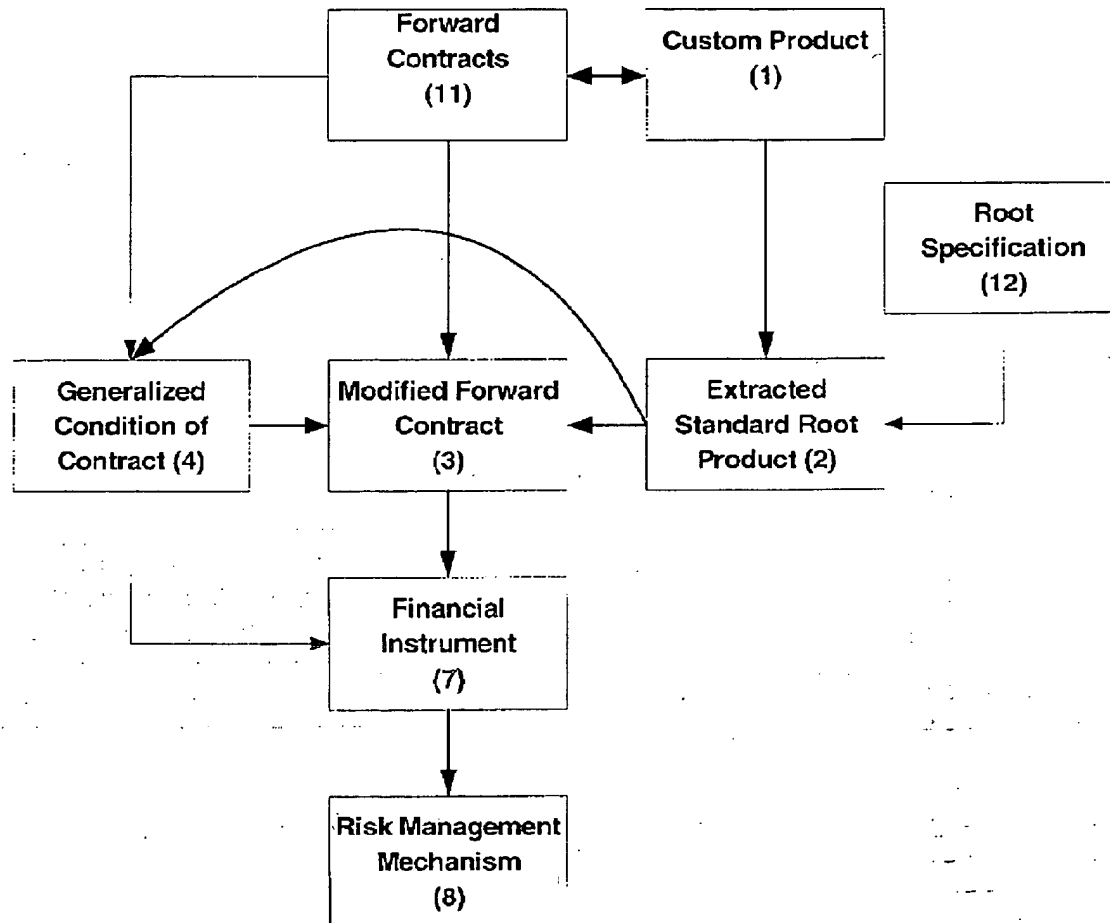 Forward
Contracts
(11)
Custom Product
(1)
Root
Specification
(12)
Generalized
Condition of
Contract (4)
Modified Forward
Contract
(3)
Extracted
Standard Root
Product (2)
Financial
Instrument
(7)
Risk Management
Mechanism
(8)